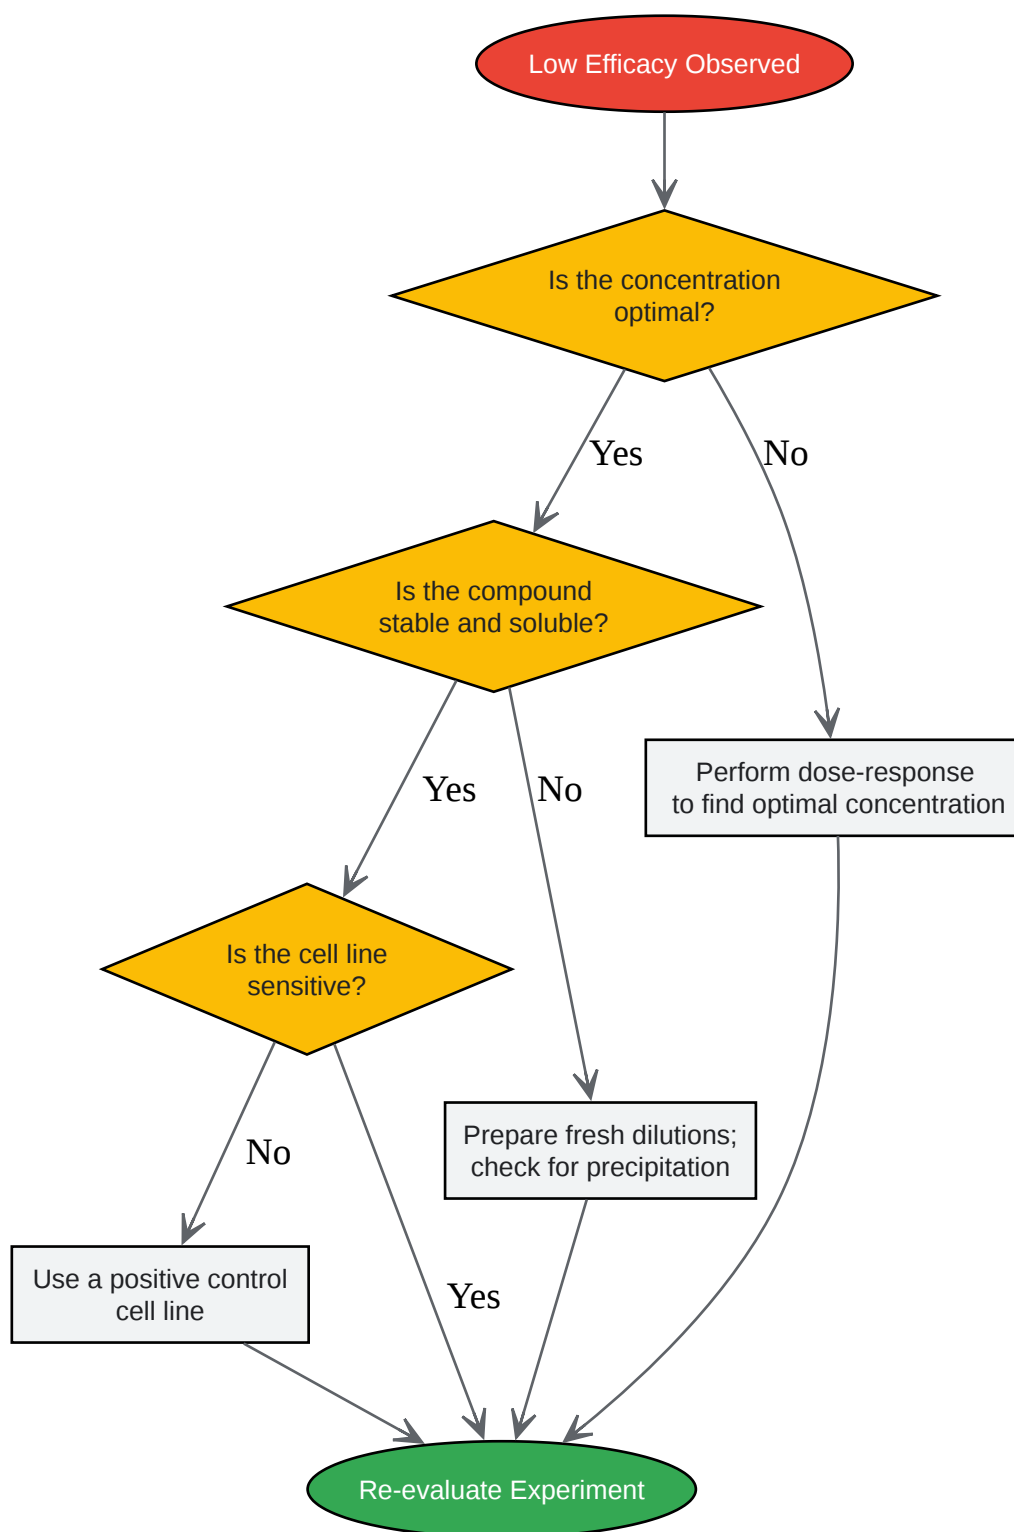 Low Efficacy Observed
Is the concentration
optimal?
Yes
No
Is the compound
stable and soluble?
Yes
No
Perform dose-response
to find optimal concentration
Is the cell line
sensitive?
No
Prepare fresh dilutions;
check for precipitation
Use a positive control
cell line
Yes
Re-evaluate Experiment